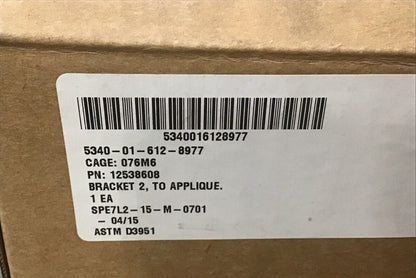 5340016128977
5340-01-612-8977
CAGE: 076M6
PN: 12538608
BRACKET 2, TO APPLIQUE.
1 EA
SPE7L2-15-M-0701
- 04/15
ASTM D3951